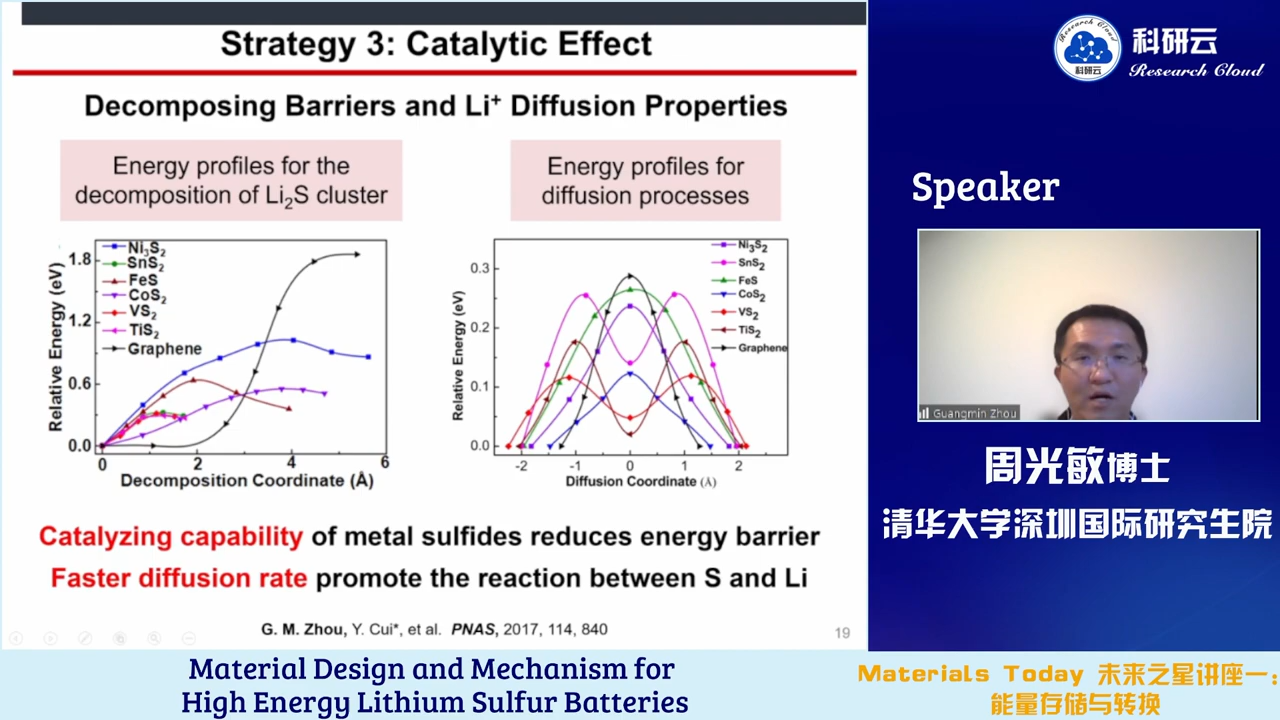 Strategy 3: Catalytic Effect
Decomposing Barriers and Li⁺ Diffusion Properties
Energy profiles for the
decomposition of Li₂S cluster
Energy profiles for
diffusion processes
Relative Energy (eV)
1.8
1.2
0.6
0.0
Ni₃S₂
SnS₂
FeS
CoS₂
VS₂
TiS₂
Graphene
0
2
4
6
Decomposition Coordinate (Å)
Relative Energy (eV)
0.3
0.2
0.1
0.0
Ni₃S₂
SnS₂
FeS
CoS₂
VS₂
TiS₂
Graphene
-2
-1
0
1
2
Diffusion Coordinate (Å)
Catalyzing capability of metal sulfides reduces energy barrier
Faster diffusion rate promote the reaction between S and Li
G. M. Zhou, Y. Cui*, et al. PNAS, 2017, 114, 840
19
Research Cloud
科研云
科研云
Research Cloud
Speaker
Guangmin Zhou
周光敏博士
清华大学深圳国际研究生院
Material Design and Mechanism for
High Energy Lithium Sulfur Batteries
Materials Today 未来之星讲座一：
能量存储与转换